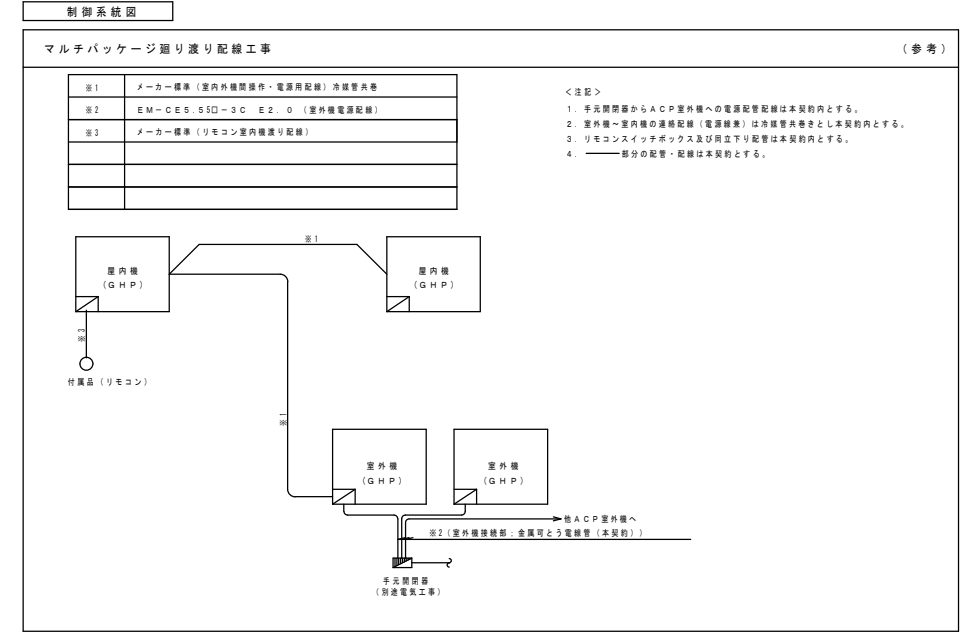 制御系統図
マルチパッケージ廻り渡り配線工事
(参考)
※1 メーカー標準(室内外機間操作・電源用配線)冷媒管共巻
※2 EM-CE5.5sロ-3C E2.0 (室外機電源配線)
※3 メーカー標準(リモコン室内機渡り配線)
<注記>
1. 手元開閉器からACP室外機への電源配管配線は本契約内とする。
2. 室外機~室内機の連絡配線(電源線兼)は冷媒管共巻きとし本契約内とする。
3. リモコンスイッチボックス及び同立下り配管は本契約内とする。
4. ――部分の配管・配線は本契約とする。
※1
屋内機
(GHP)
屋内機
(GHP)
※3
付属品(リモコン)
※1
室外機
(GHP)
室外機
(GHP)
他ACP室外機へ
※2(室外機接続部:金属可とう電線管(本契約))
手元開閉器
(別途電気工事)